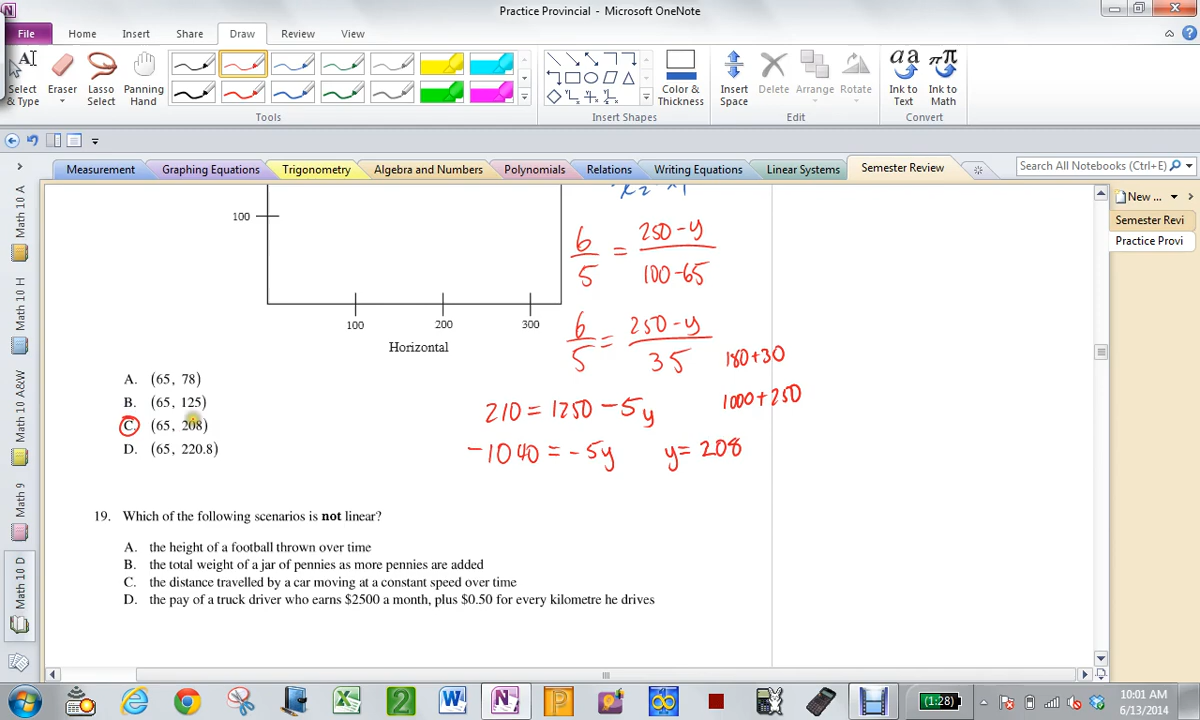 Practice Provincial - Microsoft OneNote
File Home Insert Share Draw Review View
Select & Type
Eraser
Lasso Select
Panning Hand
Color & Thickness
Insert Space
Delete
Arrange
Rotate
Ink to Text
Ink to Math
Tools
Insert Shapes
Edit
Convert
Measurement Graphing Equations Trigonometry Algebra and Numbers Polynomials Relations Writing Equations Linear Systems Semester Review
Search All Notebooks (Ctrl+E)
New ...
Semester Revi
Practice Provi
Math 10 A
Math 10 H
Math 10 A&W
Math 9
Math 10 D
x₂ - x₁
100
6/5 = (250-y)/(100-65)
100 200 300
Horizontal
6/5 = (250-y)/35
180+30
1000+250
A. (65, 78)
B. (65, 125)
C. (65, 208)
D. (65, 220.8)
210 = 1250 - 5y
-1040 = -5y y = 208
19. Which of the following scenarios is not linear?
A. the height of a football thrown over time
B. the total weight of a jar of pennies as more pennies are added
C. the distance travelled by a car moving at a constant speed over time
D. the pay of a truck driver who earns $2500 a month, plus $0.50 for every kilometre he drives
(1:28)
10:01 AM
6/13/2014